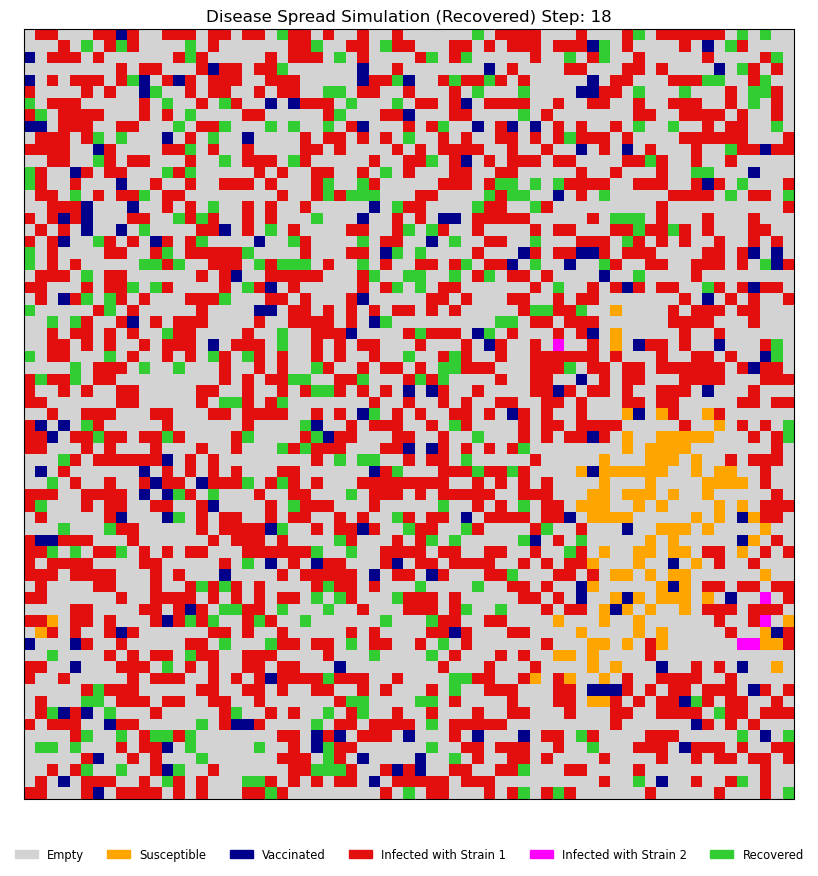 Disease Spread Simulation (Recovered) Step: 18
Empty Susceptible Vaccinated Infected with Strain 1 Infected with Strain 2 Recovered